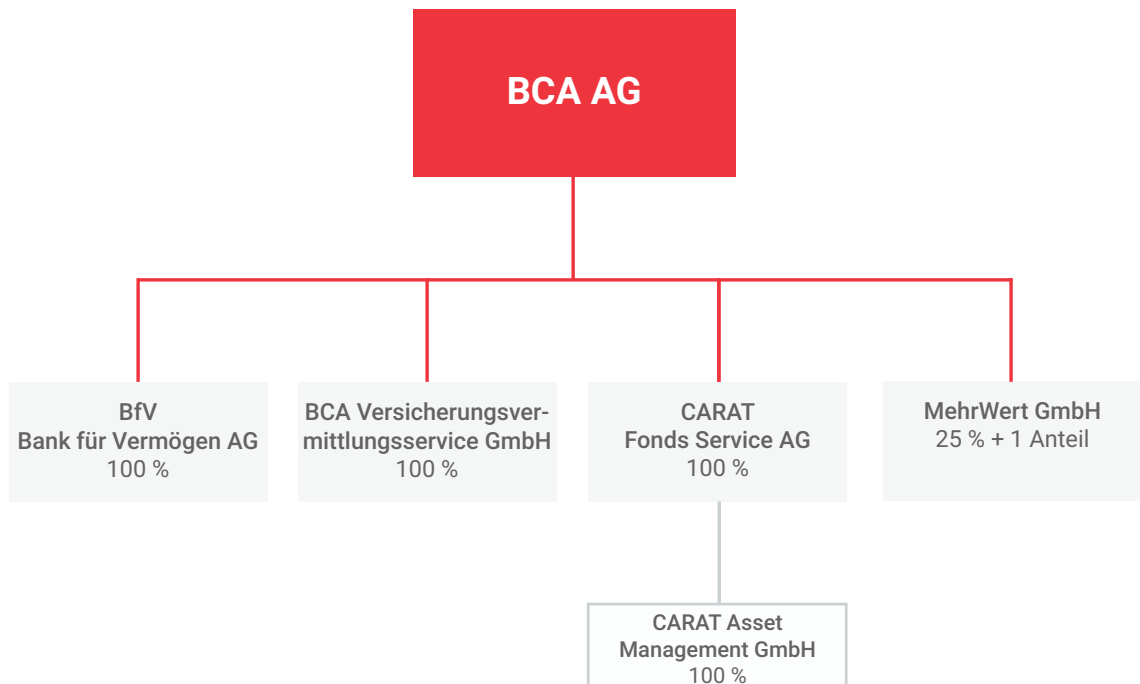 BCA AG
BfV
Bank für Vermögen AG
100 %
BCA Versicherungsver-
mittlungsservice GmbH
100 %
CARAT
Fonds Service AG
100 %
MehrWert GmbH
25 % + 1 Anteil
CARAT Asset
Management GmbH
100 %